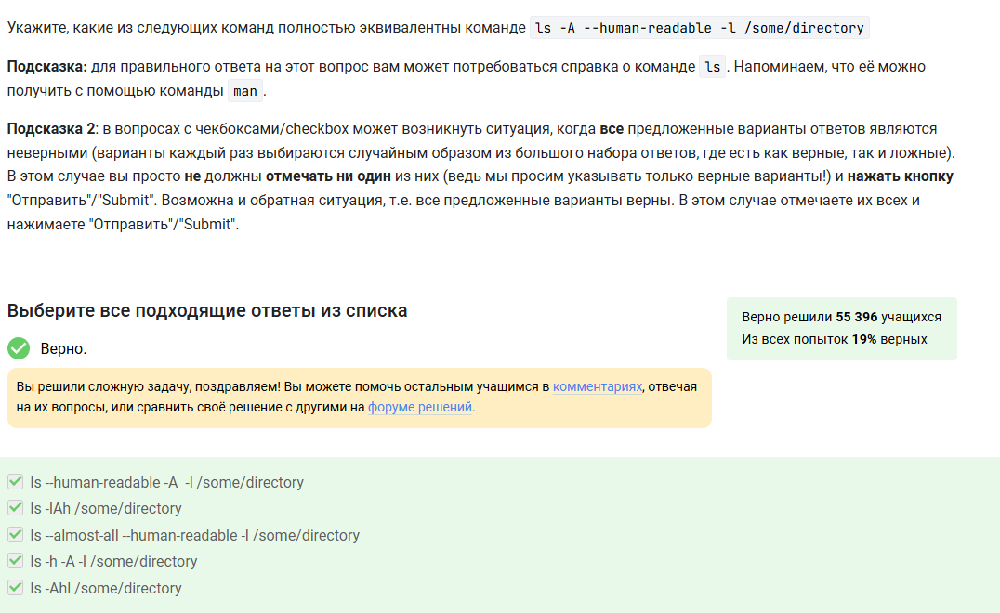 Укажите, какие из следующих команд полностью эквивалентны команде ls -A --human-readable -l /some/directory
Подсказка: для правильного ответа на этот вопрос вам может потребоваться справка о команде ls. Напоминаем, что её можно
получить с помощью команды man.
Подсказка 2: в вопросах с чекбоксами/checkbox может возникнуть ситуация, когда все предложенные варианты ответов являются
неверными (варианты каждый раз выбираются случайным образом из большого набора ответов, где есть как верные, так и ложные).
В этом случае вы просто не должны отмечать ни один из них (ведь мы просим указывать только верные варианты!) и нажать кнопку
"Отправить"/"Submit". Возможна и обратная ситуация, т.е. все предложенные варианты верны. В этом случае отмечаете их всех и
нажимаете "Отправить"/"Submit".
Выберите все подходящие ответы из списка
Верно решили 55 396 учащихся
Из всех попыток 19% верных
Верно.
Вы решили сложную задачу, поздравляем! Вы можете помочь остальным учащимся в комментариях, отвечая
на их вопросы, или сравнить своё решение с другими на форуме решений.
ls --human-readable -A  -l /some/directory
ls -lAh /some/directory
ls --almost-all --human-readable -l /some/directory
ls -h -A -l /some/directory
ls -Ahl /some/directory